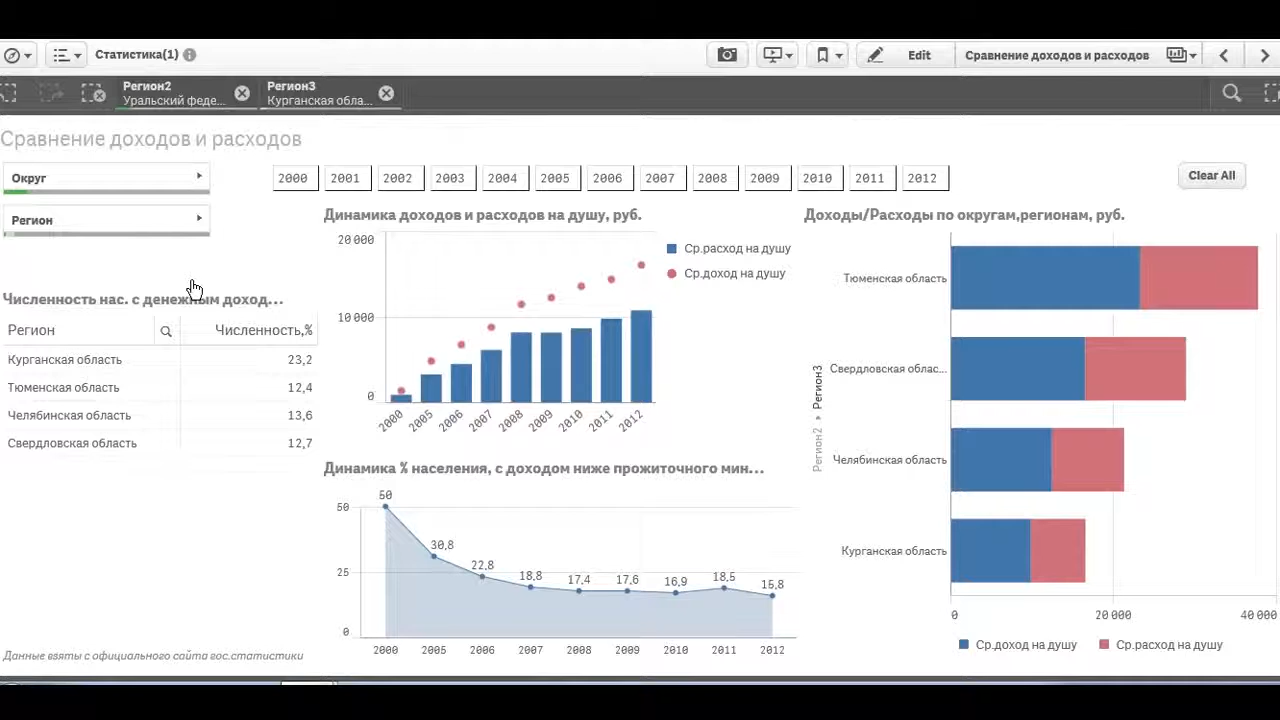 Статистика(1)
Edit
Сравнение доходов и расходов
Регион2
Уральский феде...
Регион3
Курганская обла...
Сравнение доходов и расходов
Округ
Регион
2000 2001 2002 2003 2004 2005 2006 2007 2008 2009 2010 2011 2012
Clear All
Численность нас. с денежным доход...
Регион Численность,%
Курганская область 23,2
Тюменская область 12,4
Челябинская область 13,6
Свердловская область 12,7
Данные взяты с официального сайта гос.статистики
Динамика доходов и расходов на душу, руб.
20 000
10 000
0
2000 2005 2006 2007 2008 2009 2010 2011 2012
Ср.расход на душу
Ср.доход на душу
Динамика % населения, с доходом ниже прожиточного мин...
50
25
0
50 30,8 22,8 18,8 17,4 17,6 16,9 18,5 15,8
2000 2005 2006 2007 2008 2009 2010 2011 2012
Доходы/Расходы по округам,регионам, руб.
Регион2 ▸ Регион3
Тюменская область
Свердловская облас...
Челябинская область
Курганская область
0 20 000 40 000
Ср.доход на душу Ср.расход на душу